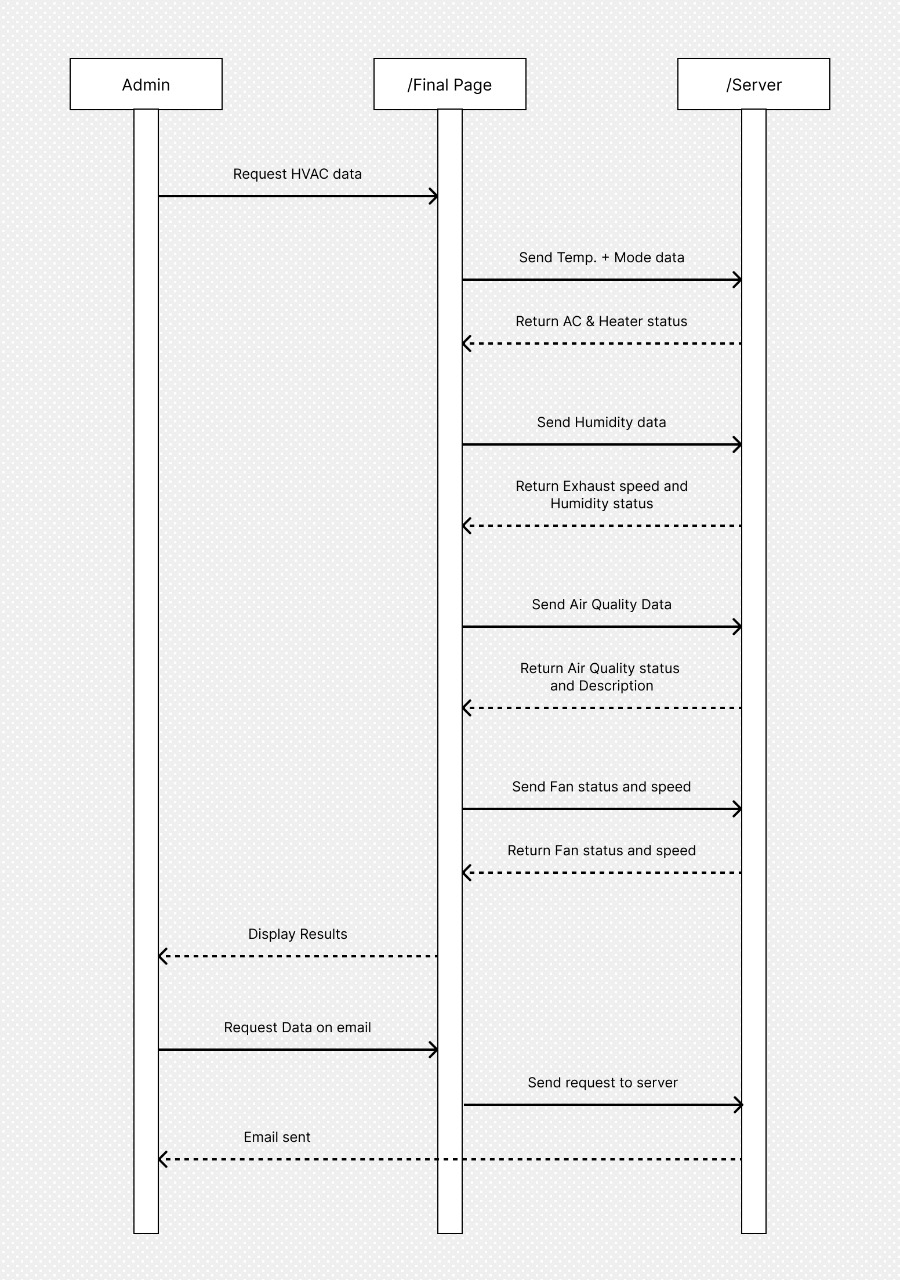 Admin
/Final Page
/Server
Request HVAC data
Send Temp. + Mode data
Return AC & Heater status
Send Humidity data
Return Exhaust speed and
Humidity status
Send Air Quality Data
Return Air Quality status
and Description
Send Fan status and speed
Return Fan status and speed
Display Results
Request Data on email
Send request to server
Email sent